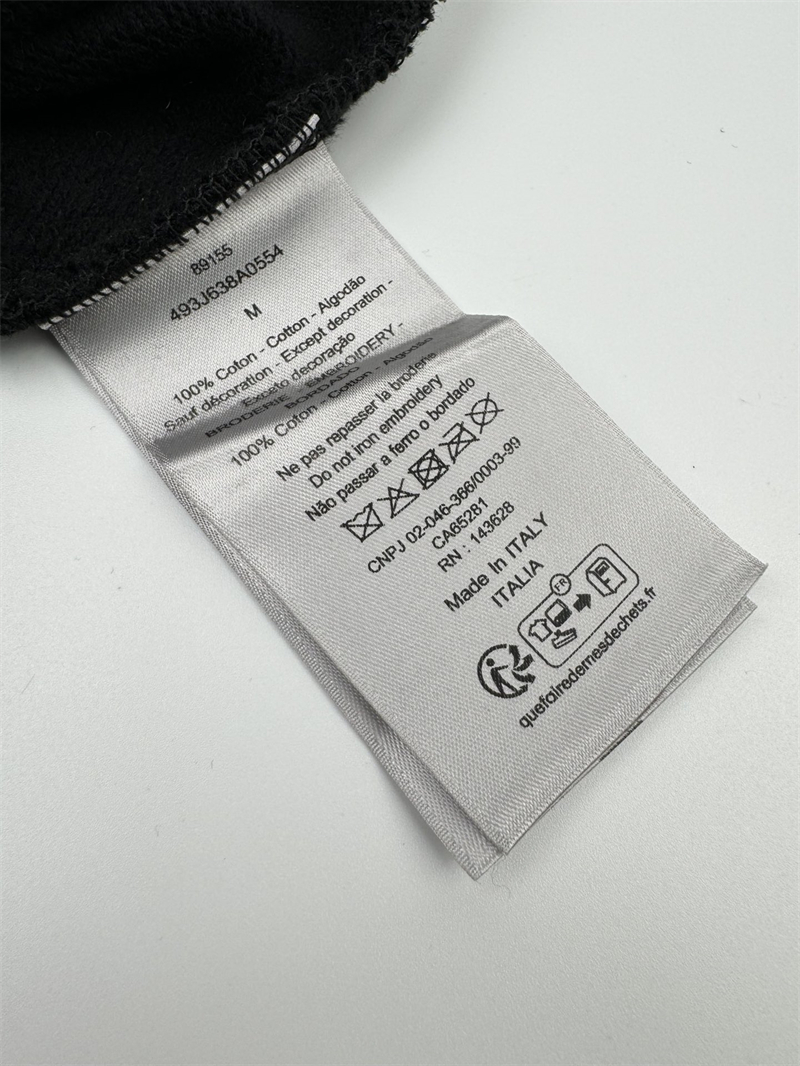 89155
493J638A0554
M
100% Coton - Cotton - Algodão
Sauf décoration - Except decoration -
Exceto decoração
BRODERIE - EMBROIDERY -
BORDADO
100% Coton - Cotton - Algodão
Ne pas repasser la broderie
Do not iron embroidery
Não passar a ferro o bordado
CNPJ 02-046-366/0003-99
CA65281
RN : 143628
Made In ITALY
ITALIA
FR
quefairedemesdechets.fr